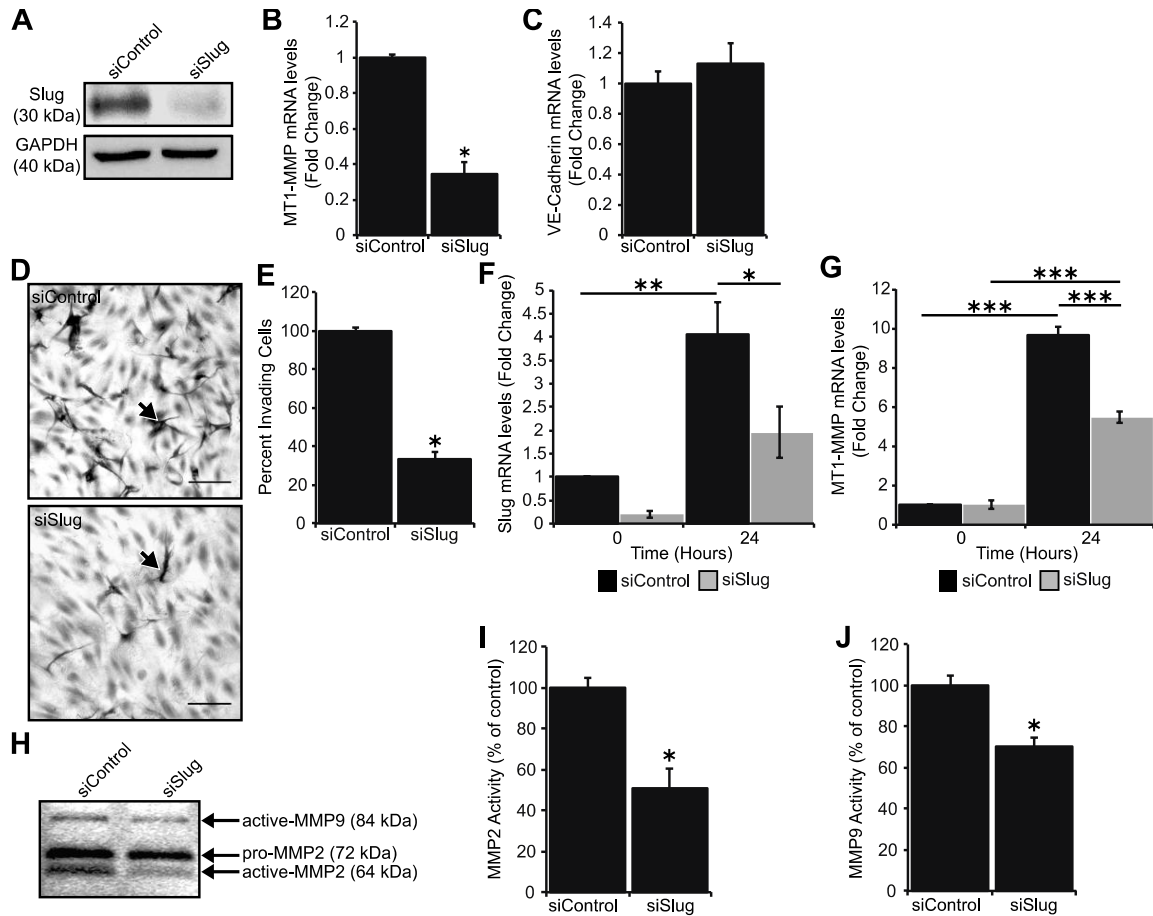 A
siControl
siSlug
Slug
(30 kDa)
GAPDH
(40 kDa)
B
MT1-MMP mRNA levels
(Fold Change)
1.2
1
0.8
0.6
0.4
0.2
0
*
siControl
siSlug
C
VE-Cadherin mRNA levels
(Fold Change)
1.4
1.2
1
0.8
0.6
0.4
0.2
0
siControl
siSlug
D
siControl
siSlug
E
Percent Invading Cells
120
100
80
60
40
20
0
*
siControl
siSlug
F
Slug mRNA levels (Fold Change)
5
4.5
4
3.5
3
2.5
2
1.5
1
0.5
0
**
*
0
24
Time (Hours)
siControl
siSlug
G
MT1-MMP mRNA levels
(Fold Change)
12
10
8
6
4
2
0
***
***
***
0
24
Time (Hours)
siControl
siSlug
H
siControl
siSlug
active-MMP9 (84 kDa)
pro-MMP2 (72 kDa)
active-MMP2 (64 kDa)
I
MMP2 Activity (% of control)
120
100
80
60
40
20
0
*
siControl
siSlug
J
MMP9 Activity (% of control)
120
100
80
60
40
20
0
*
siControl
siSlug